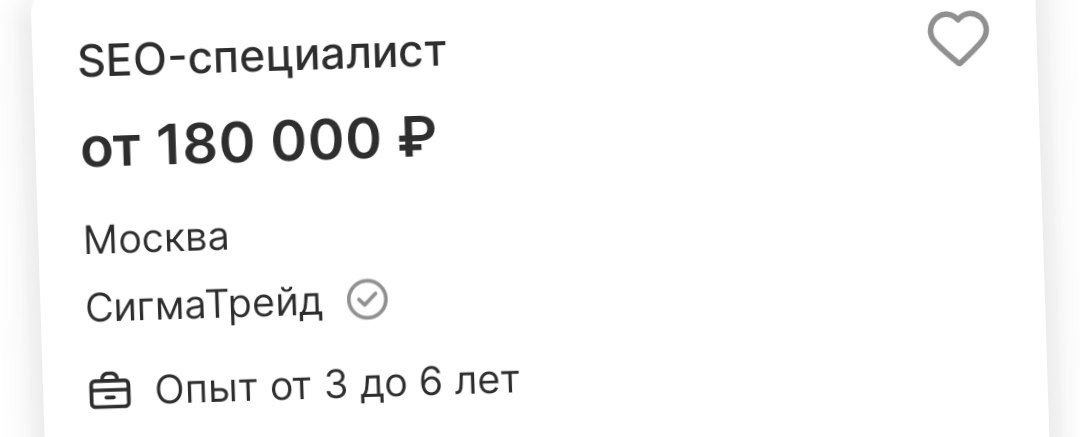 SEO-специалист
от 180 000 ₽
Москва
СигмаТрейд
Опыт от 3 до 6 лет